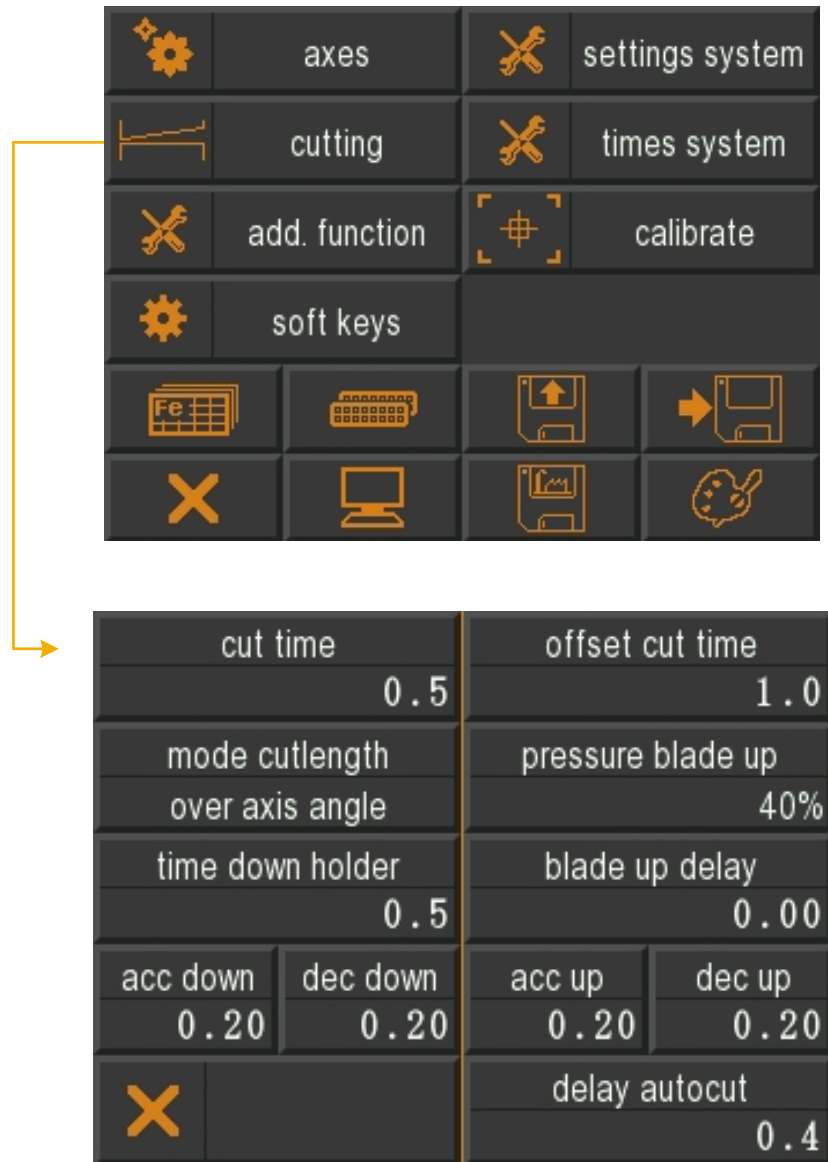 axes
settings system
cutting
times system
add. function
calibrate
soft keys
Fe
cut time
offset cut time
0.5
1.0
mode cutlength
pressure blade up
over axis angle
40%
time down holder
blade up delay
0.5
0.00
acc down
dec down
acc up
dec up
0.20
0.20
0.20
0.20
delay autocut
0.4